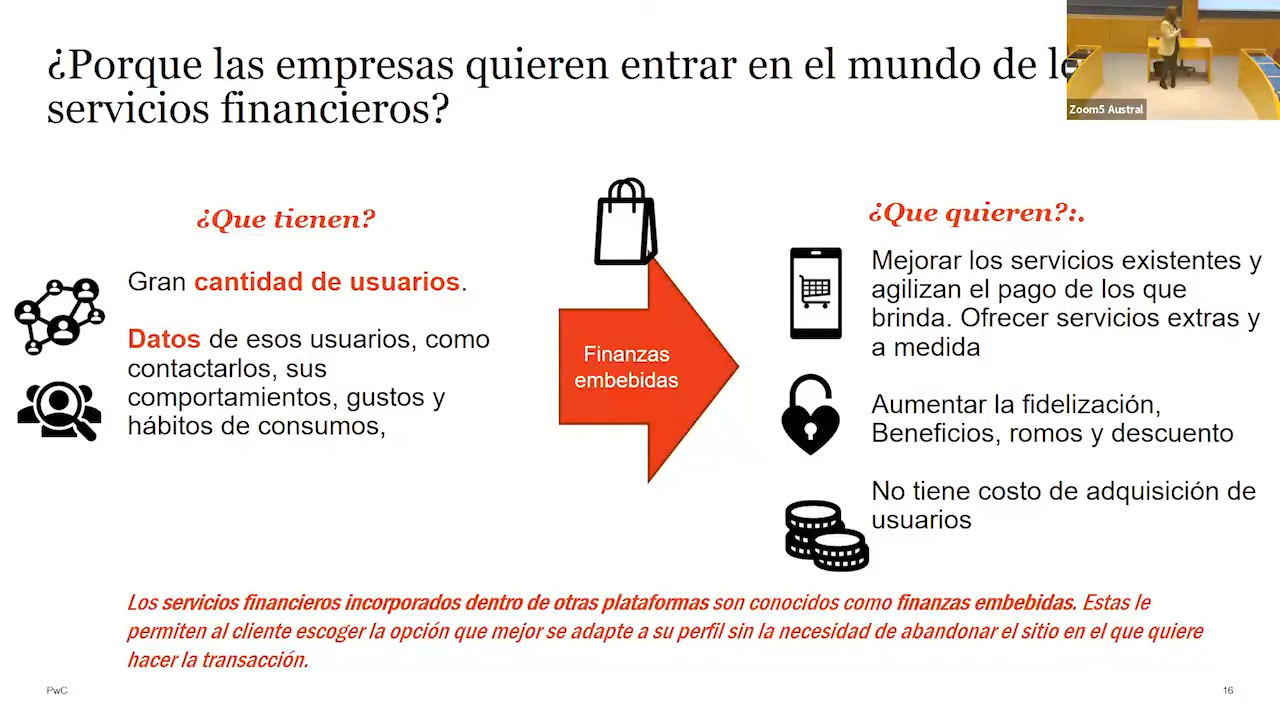 ¿Porque las empresas quieren entrar en el mundo de
servicios financieros?
Zoom5 Austral
¿Que tienen?
Gran cantidad de usuarios.
Datos de esos usuarios, como
contactarlos, sus
comportamientos, gustos y
hábitos de consumos,
Finanzas
embebidas
¿Que quieren?:.
Mejorar los servicios existentes y
agilizan el pago de los que
brinda. Ofrecer servicios extras y
a medida
Aumentar la fidelización,
Beneficios, romos y descuento
No tiene costo de adquisición de
usuarios
Los servicios financieros incorporados dentro de otras plataformas son conocidos como finanzas embebidas. Estas le
permiten al cliente escoger la opción que mejor se adapte a su perfil sin la necesidad de abandonar el sitio en el que quiere
hacer la transacción.
PwC
16